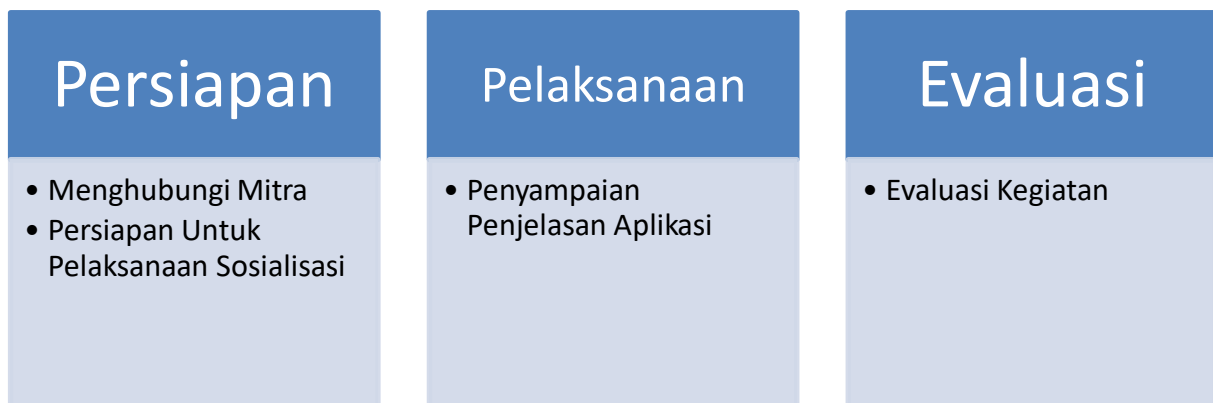 Persiapan
• Menghubungi Mitra
• Persiapan Untuk
Pelaksanaan Sosialisasi
Pelaksanaan
• Penyampaian
Penjelasan Aplikasi
Evaluasi
• Evaluasi Kegiatan